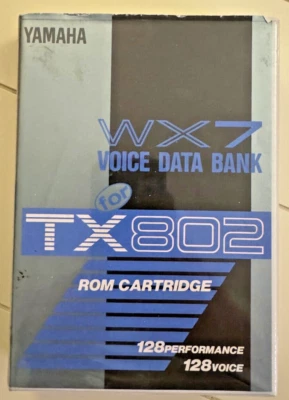 YAMAHA
WX7
VOICE DATA BANK
for
TX802
ROM CARTRIDGE
128PERFORMANCE
128VOICE